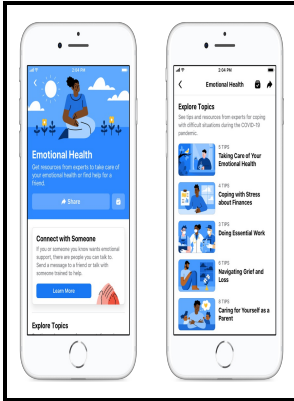 2:04 PM
Emotional Health
Get resources from experts to take care of
your emotional health or find help for a
friend.
Share
Connect with Someone
If you or someone you know wants emotional
support, there are people you can talk to.
Send a message to a friend or talk with
someone trained to help.
Learn More
Explore Topics
2:04 PM
Emotional Health
Explore Topics
See tips and resources from experts for coping
with difficult situations during the COVID-19
pandemic.
5 TIPS
Taking Care of Your
Emotional Health
4 TIPS
Coping with Stress
about Finances
3 TIPS
Doing Essential Work
6 TIPS
Navigating Grief and
Loss
8 TIPS
Caring for Yourself as a
Parent